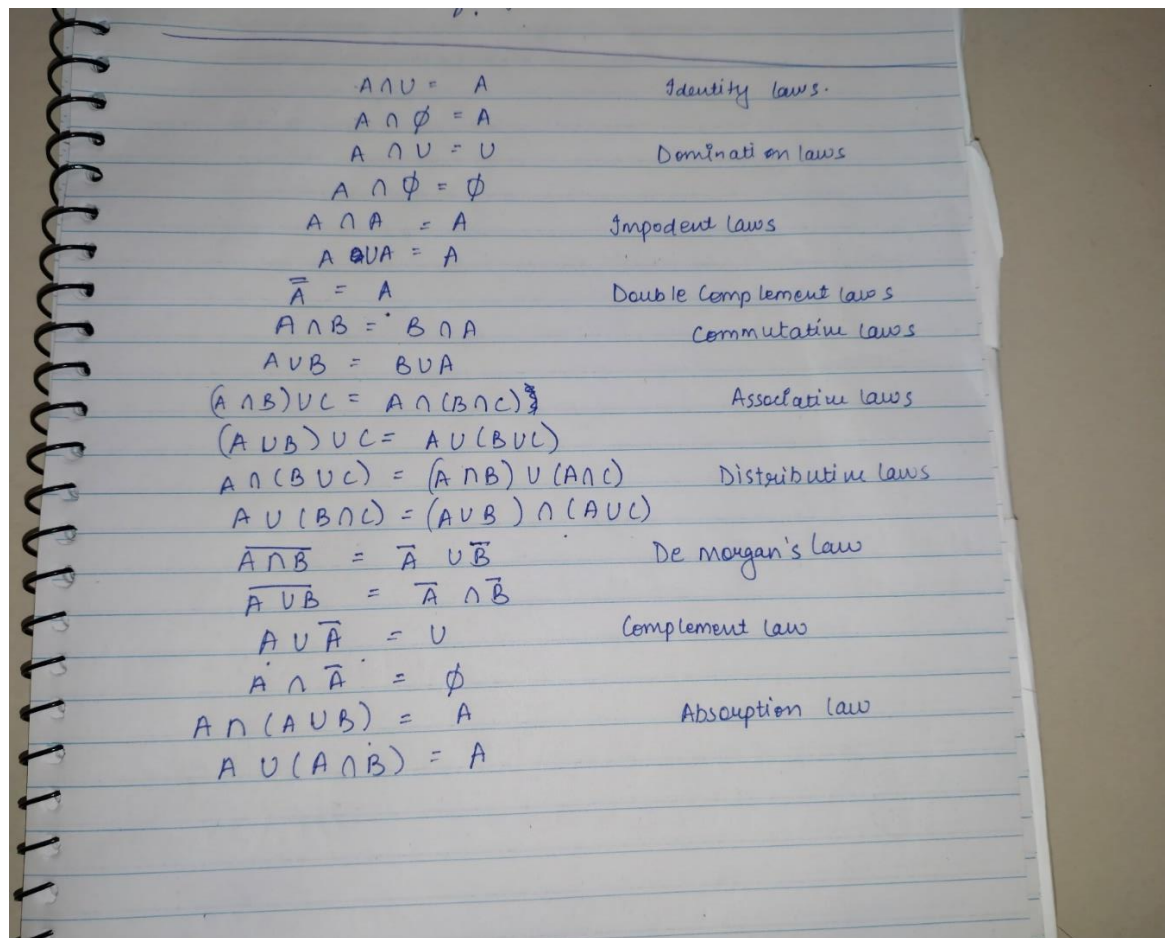 A ∩ U = A Identity laws.
A ∩ ∅ = A
A ∩ U = U Domination laws
A ∩ ∅ = ∅
A ∩ A = A Impodent laws
A ∪ A = A
A̿ = A Double Complement laws
A ∩ B = B ∩ A Commutative laws
A ∪ B = B ∪ A
(A ∩ B) ∪ C = A ∩ (B ∩ C) Associative laws
(A ∪ B) ∪ C = A ∪ (B ∪ C)
A ∩ (B ∪ C) = (A ∩ B) ∪ (A ∩ C) Distributive laws
A ∪ (B ∩ C) = (A ∪ B) ∩ (A ∪ C)
A̅ ̅∩̅ ̅B̅ = A̅ ∪ B̅ De morgan's law
A̅ ̅∪̅ ̅B̅ = A̅ ∩ B̅
A ∪ A̅ = U Complement law
A ∩ A̅ = ∅
A ∩ (A ∪ B) = A Absorption law
A ∪ (A ∩ B) = A